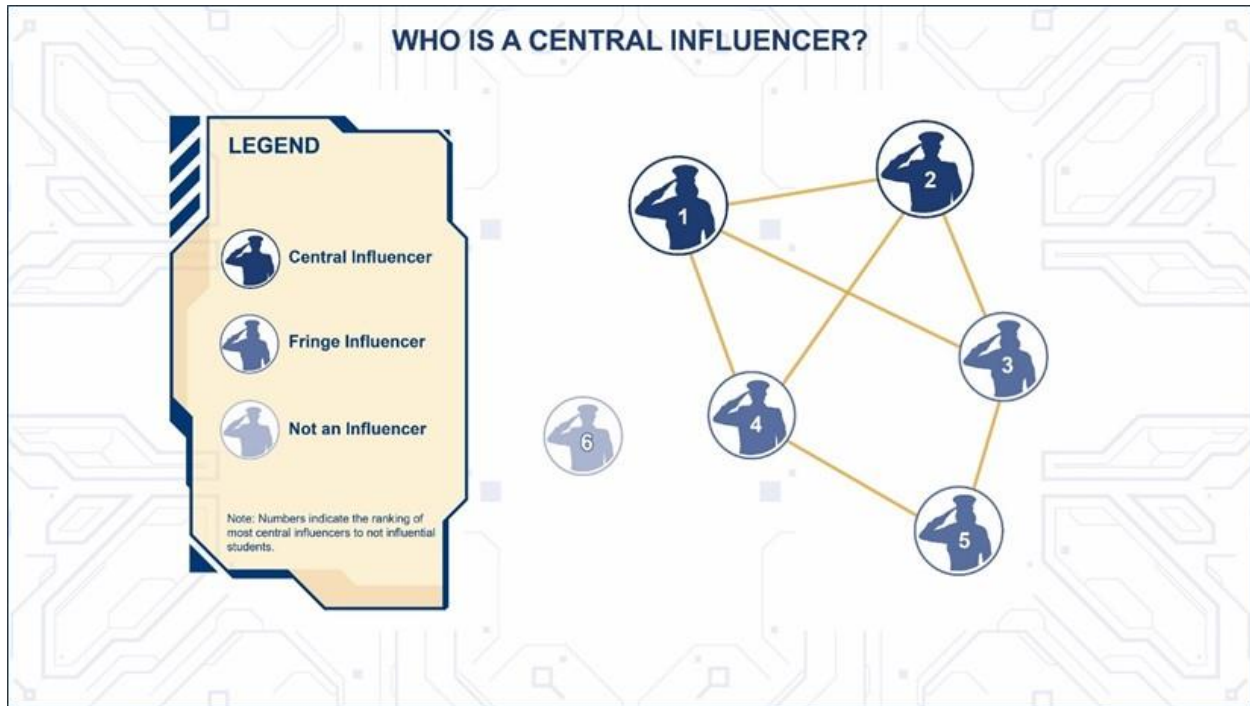 WHO IS A CENTRAL INFLUENCER?
LEGEND
Central Influencer
Fringe Influencer
Not an Influencer
Note: Numbers indicate the ranking of
most central influencers to not influential
students.
1
2
3
4
5
6